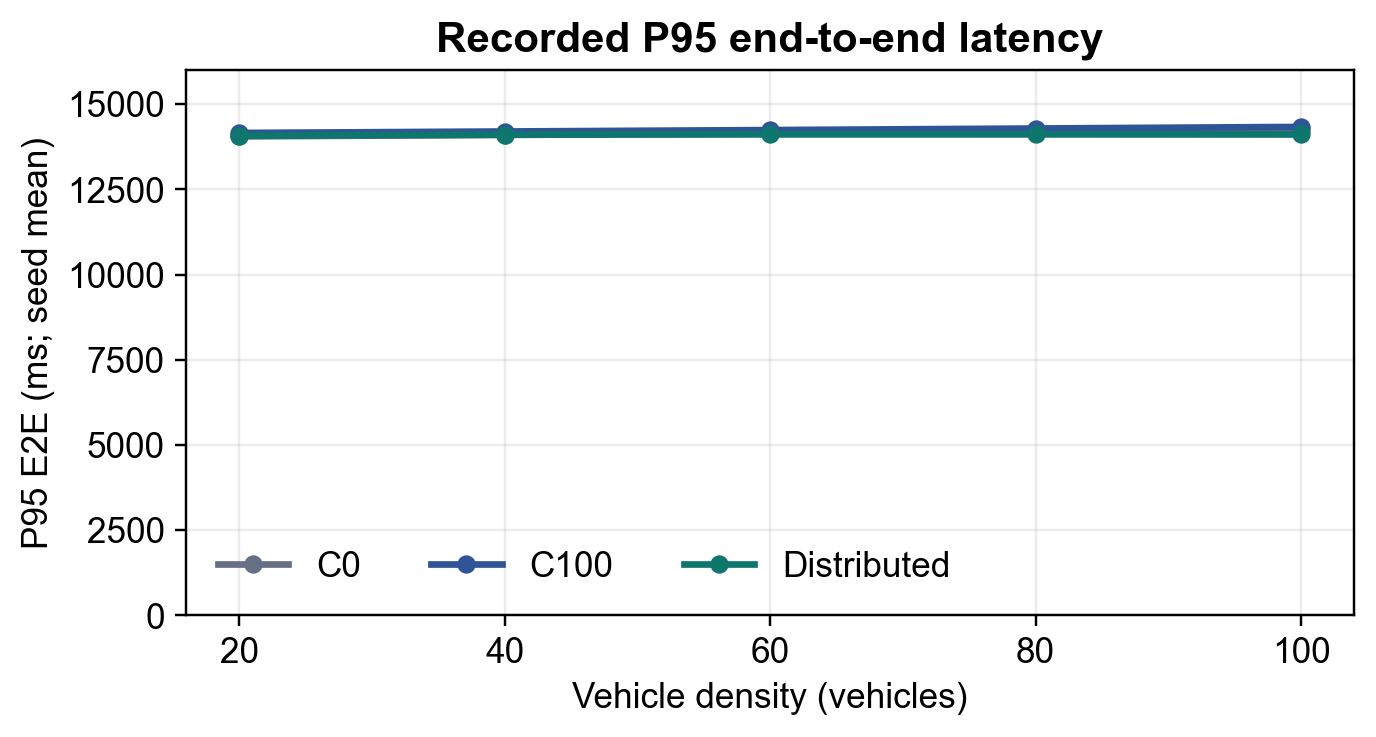 Recorded P95 end-to-end latency
P95 E2E (ms; seed mean)
15000
12500
10000
7500
5000
2500
0
C0 C100 Distributed
20 40 60 80 100
Vehicle density (vehicles)